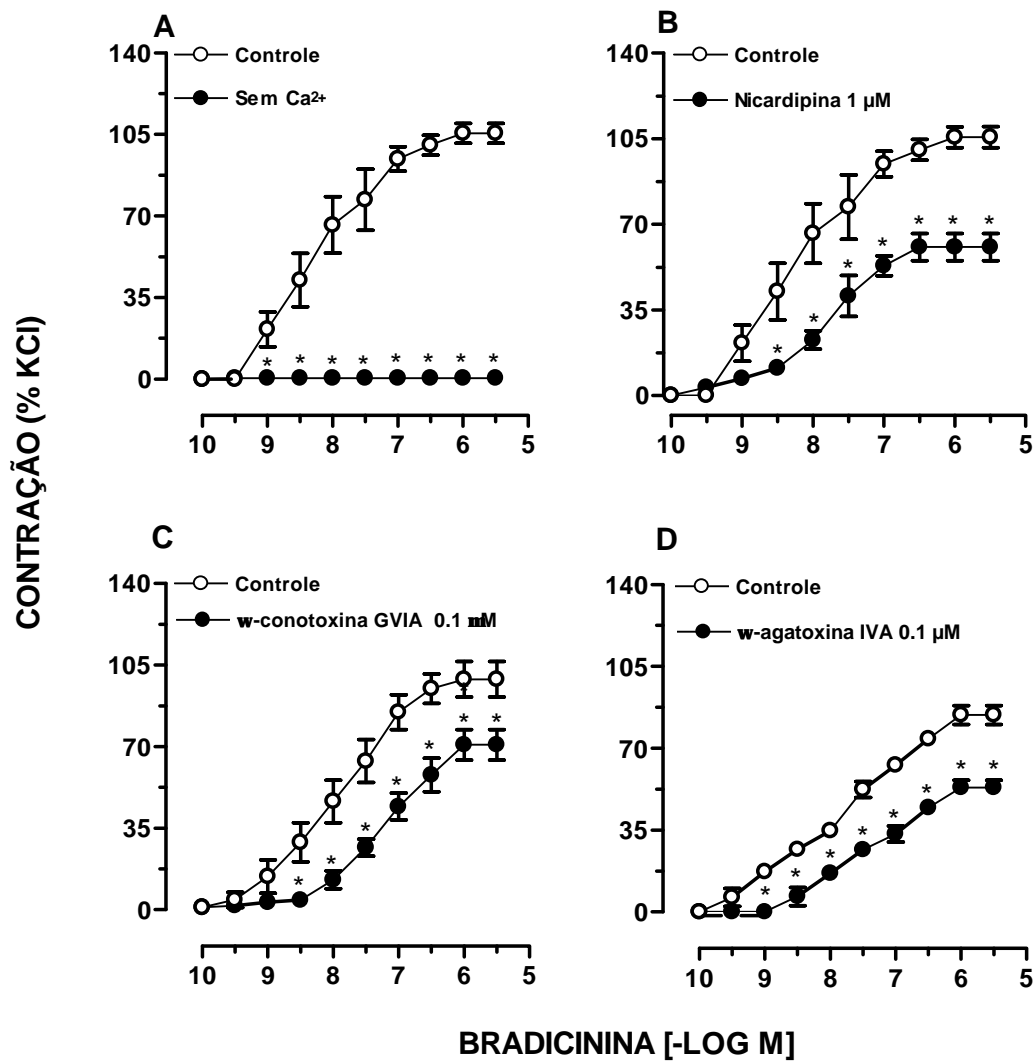 A
140
Controle
Sem Ca2+
105
70
35
0
* * * * * * * *
10 9 8 7 6 5
B
140
Controle
Nicardipina 1 µM
105
70
35
0
* * * * * * *
10 9 8 7 6 5
C
140
Controle
w-conotoxina GVIA 0.1 mM
105
70
35
0
* * * * * * *
10 9 8 7 6 5
D
140
Controle
w-agatoxina IVA 0.1 µM
105
70
35
0
* * * * * * * *
10 9 8 7 6 5
CONTRAÇÃO (% KCl)
BRADICININA [-LOG M]